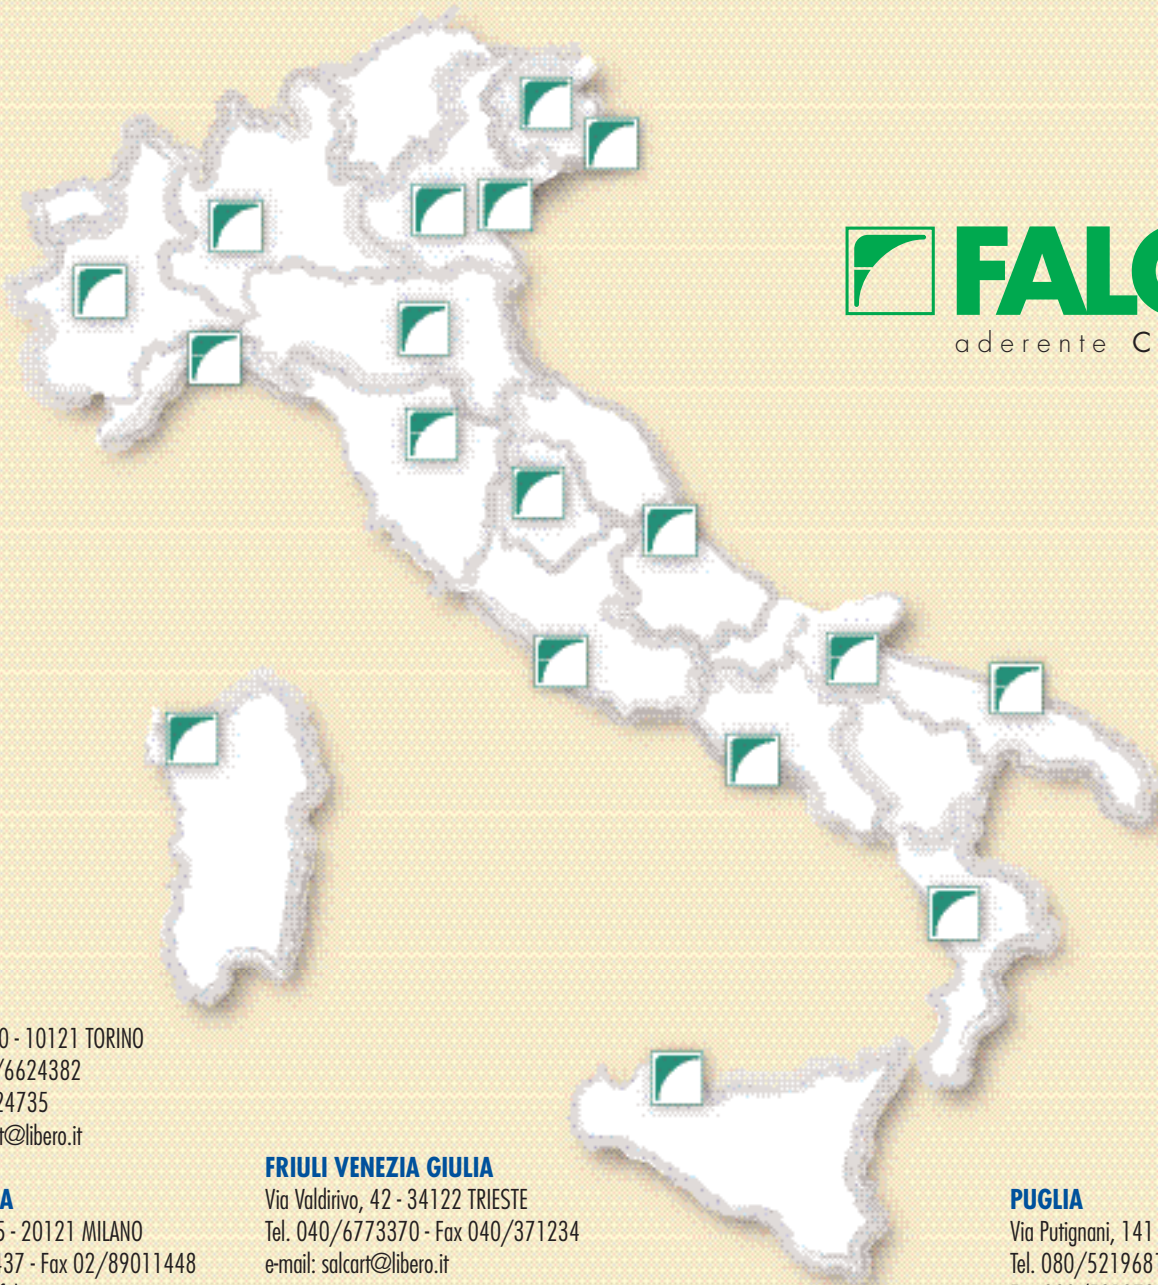 FALC
aderente C
0 - 10121 TORINO
/6624382
24735
t@libero.it
A
5 - 20121 MILANO
437 - Fax 02/89011448
FRIULI VENEZIA GIULIA
Via Valdirivo, 42 - 34122 TRIESTE
Tel. 040/6773370 - Fax 040/371234
e-mail: salcart@libero.it
PUGLIA
Via Putignani, 141
Tel. 080/521968